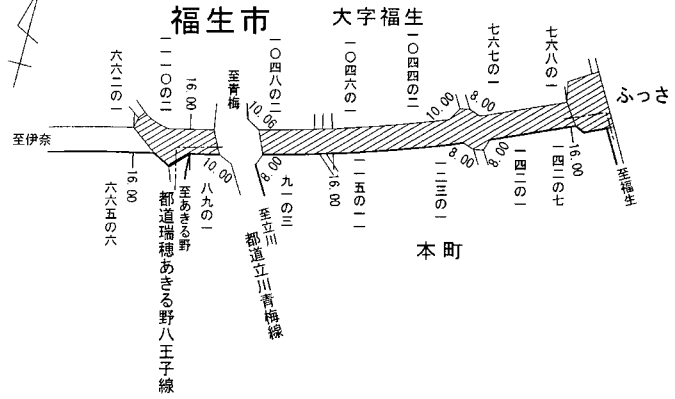 福生市
大字福生
ふっさ
六六二の一
一一一〇の二
16.00
至青梅
一〇四八の二
10.06
一〇四六の一
一〇四四の二
10.00
8.00
七六七の一
七六八の一
至伊奈
16.00
六六五の六
都道瑞穂あきる野八王子線
至あきる野
八九の一
10.00
8.00
至立川
都道立川青梅線
九一の三
16.00
一一五の一一
一二三の一
8.00
8.00
一四二の一
一四二の七
16.00
至福生
本町